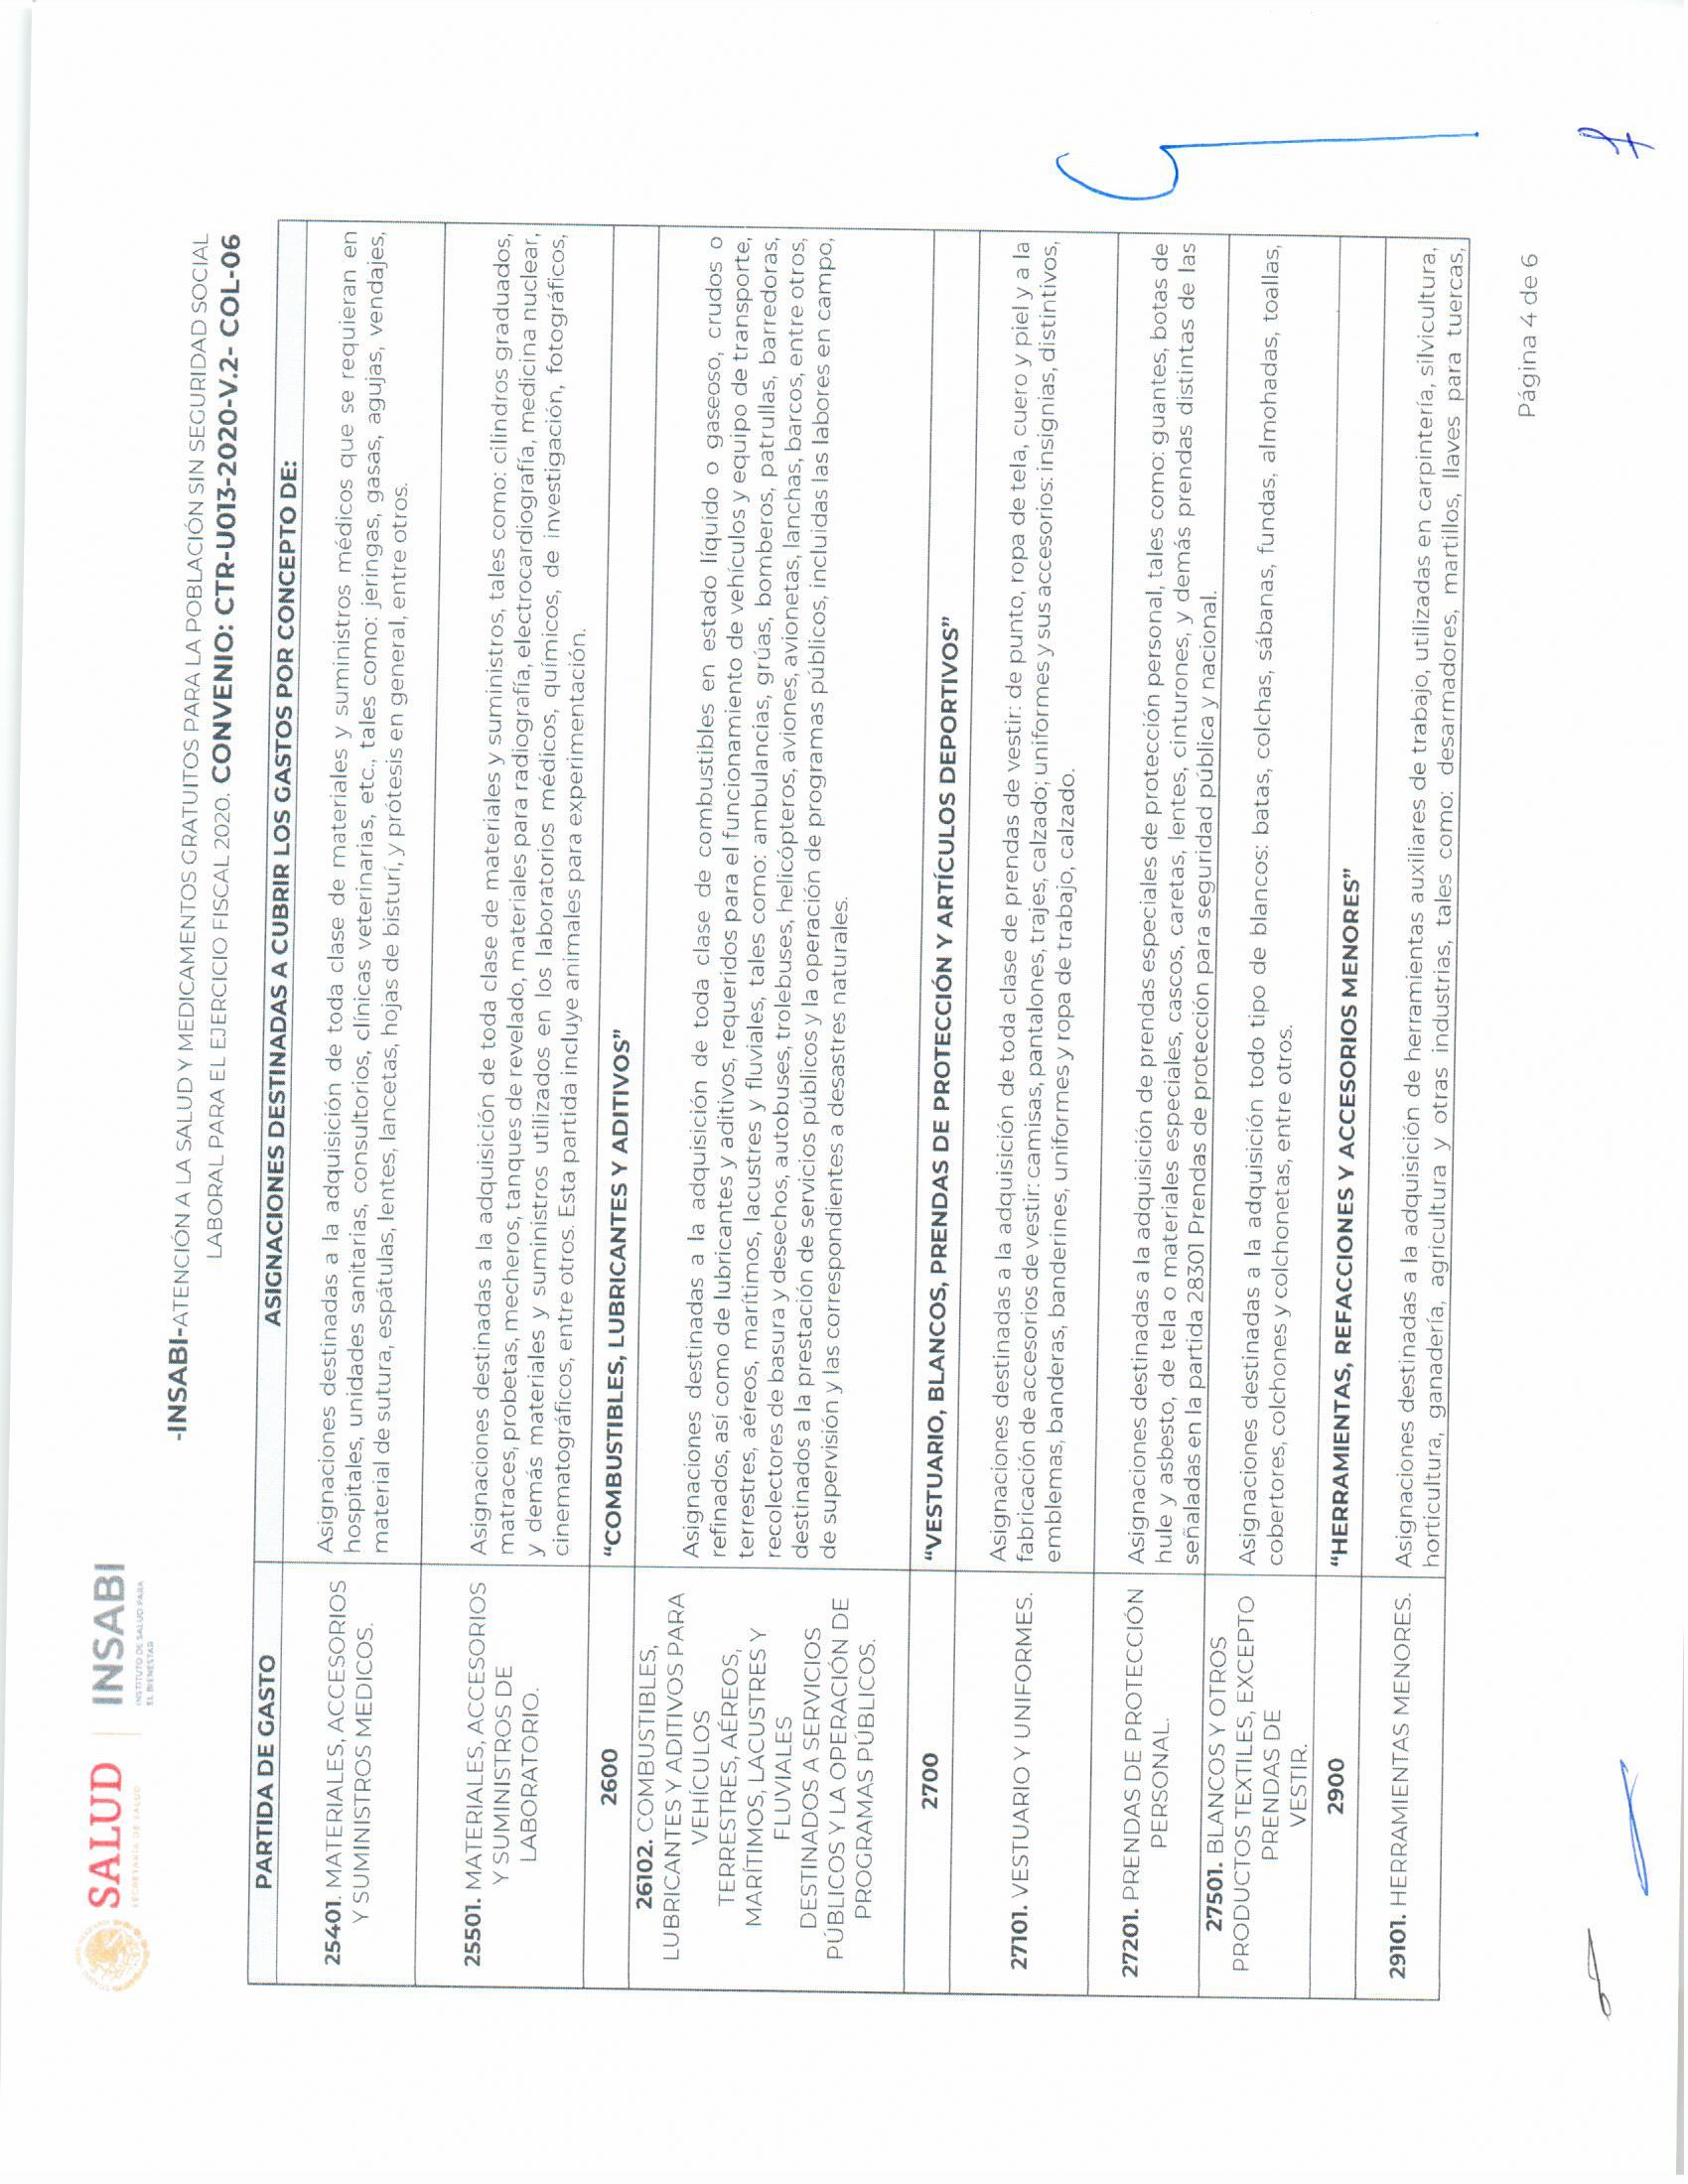 SALUD
SECRETARÍA DE SALUD
INSABI
INSTITUTO DE SALUD PARA
EL BIENESTAR
-INSABI-ATENCIÓN A LA SALUD Y MEDICAMENTOS GRATUITOS PARA LA POBLACIÓN SIN SEGURIDAD SOCIAL
LABORAL PARA EL EJERCICIO FISCAL 2020. CONVENIO: CTR-U013-2020-V.2- COL-06
PARTIDA DE GASTO
ASIGNACIONES DESTINADAS A CUBRIR LOS GASTOS POR CONCEPTO DE:
25401. MATERIALES, ACCESORIOS
Y SUMINISTROS MEDICOS.
Asignaciones destinadas a la adquisición de toda clase de materiales y suministros médicos que se requieran en
hospitales, unidades sanitarias, consultorios, clínicas veterinarias, etc., tales como: jeringas, gasas, agujas, vendajes,
material de sutura, espátulas, lentes, lancetas, hojas de bisturí, y prótesis en general, entre otros.
25501. MATERIALES, ACCESORIOS
Y SUMINISTROS DE
LABORATORIO.
Asignaciones destinadas a la adquisición de toda clase de materiales y suministros, tales como: cilindros graduados,
matraces, probetas, mecheros, tanques de revelado, materiales para radiografía, electrocardiografía, medicina nuclear,
y demás materiales y suministros utilizados en los laboratorios médicos, químicos, de investigación, fotográficos,
cinematográficos, entre otros. Esta partida incluye animales para experimentación.
2600
“COMBUSTIBLES, LUBRICANTES Y ADITIVOS”
26102. COMBUSTIBLES,
LUBRICANTES Y ADITIVOS PARA
VEHÍCULOS
TERRESTRES, AÉREOS,
MARÍTIMOS, LACUSTRES Y
FLUVIALES
DESTINADOS A SERVICIOS
PÚBLICOS Y LA OPERACIÓN DE
PROGRAMAS PÚBLICOS.
Asignaciones destinadas a la adquisición de toda clase de combustibles en estado líquido o gaseoso, crudos o
refinados, así como de lubricantes y aditivos, requeridos para el funcionamiento de vehículos y equipo de transporte,
terrestres, aéreos, marítimos, lacustres y fluviales, tales como: ambulancias, grúas, bomberos, patrullas, barredoras,
recolectores de basura y desechos, autobuses, trolebuses, helicópteros, aviones, avionetas, lanchas, barcos, entre otros,
destinados a la prestación de servicios públicos y la operación de programas públicos, incluidas las labores en campo,
de supervisión y las correspondientes a desastres naturales.
2700
“VESTUARIO, BLANCOS, PRENDAS DE PROTECCIÓN Y ARTÍCULOS DEPORTIVOS”
27101. VESTUARIO Y UNIFORMES.
Asignaciones destinadas a la adquisición de toda clase de prendas de vestir: de punto, ropa de tela, cuero y piel y a la
fabricación de accesorios de vestir: camisas, pantalones, trajes, calzado; uniformes y sus accesorios: insignias, distintivos,
emblemas, banderas, banderines, uniformes y ropa de trabajo, calzado.
27201. PRENDAS DE PROTECCIÓN
PERSONAL.
Asignaciones destinadas a la adquisición de prendas especiales de protección personal, tales como: guantes, botas de
hule y asbesto, de tela o materiales especiales, cascos, caretas, lentes, cinturones, y demás prendas distintas de las
señaladas en la partida 28301 Prendas de protección para seguridad pública y nacional.
27501. BLANCOS Y OTROS
PRODUCTOS TEXTILES, EXCEPTO
PRENDAS DE
VESTIR.
Asignaciones destinadas a la adquisición todo tipo de blancos: batas, colchas, sábanas, fundas, almohadas, toallas,
cobertores, colchones y colchonetas, entre otros.
2900
“HERRAMIENTAS, REFACCIONES Y ACCESORIOS MENORES”
29101. HERRAMIENTAS MENORES.
Asignaciones destinadas a la adquisición de herramientas auxiliares de trabajo, utilizadas en carpintería, silvicultura,
horticultura, ganadería, agricultura y otras industrias, tales como: desarmadores, martillos, llaves para tuercas,
Página 4 de 6